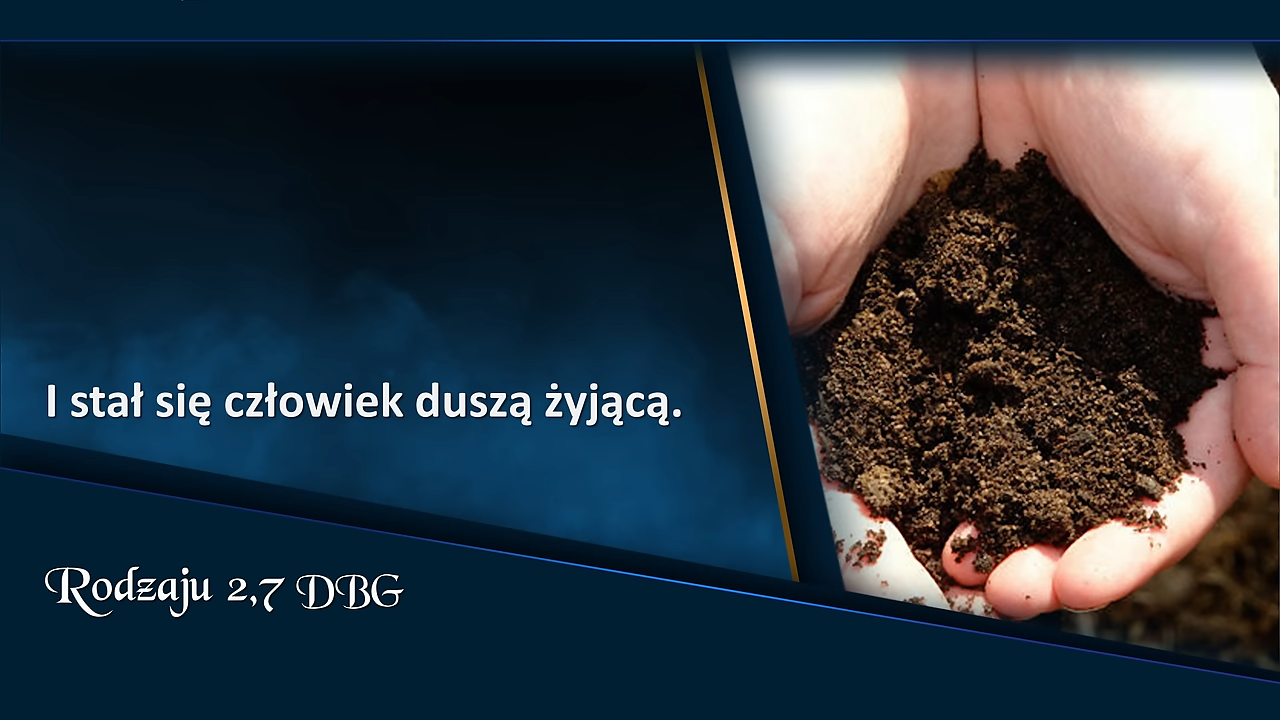 I stał się człowiek duszą żyjącą.
Rodzaju 2,7 DBG